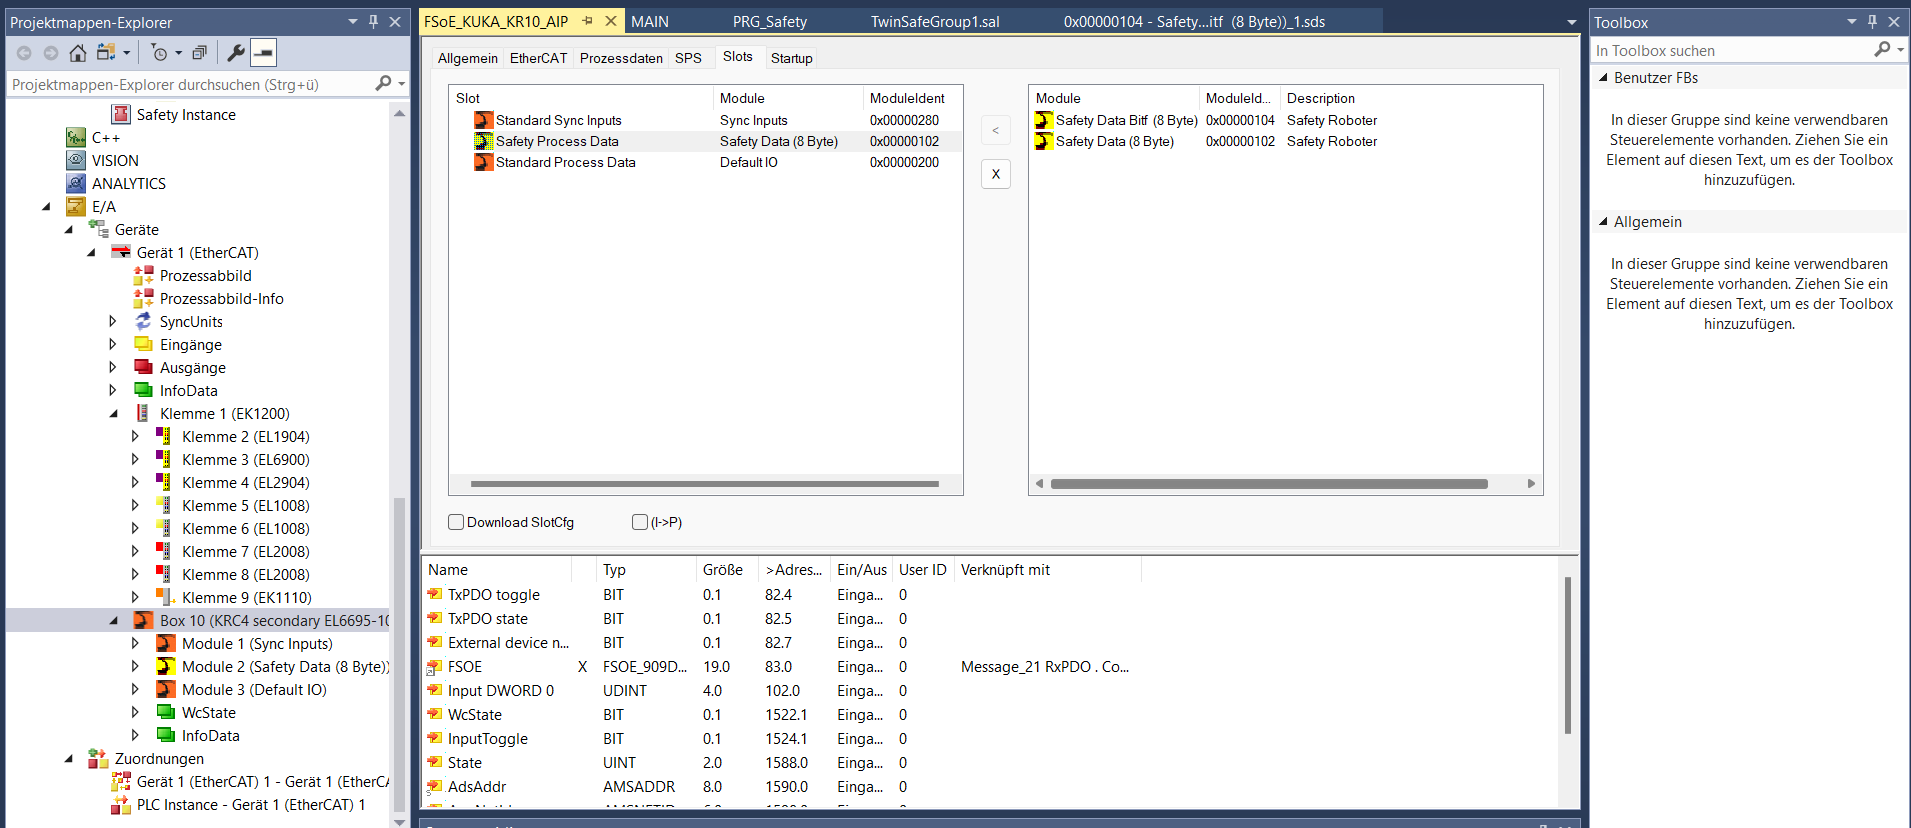 Projektmappen-Explorer
Projektmappen-Explorer durchsuchen (Strg+ü)
Safety Instance
C++
VISION
ANALYTICS
E/A
Geräte
Gerät 1 (EtherCAT)
Prozessabbild
Prozessabbild-Info
SyncUnits
Eingänge
Ausgänge
InfoData
Klemme 1 (EK1200)
Klemme 2 (EL1904)
Klemme 3 (EL6900)
Klemme 4 (EL2904)
Klemme 5 (EL1008)
Klemme 6 (EL1008)
Klemme 7 (EL2008)
Klemme 8 (EL2008)
Klemme 9 (EK1110)
Box 10 (KRC4 secondary EL6695-10
Module 1 (Sync Inputs)
Module 2 (Safety Data (8 Byte))
Module 3 (Default IO)
WcState
InfoData
Zuordnungen
Gerät 1 (EtherCAT) 1 - Gerät 1 (EtherCA
PLC Instance - Gerät 1 (EtherCAT) 1
FSoE_KUKA_KR10_AIP MAIN PRG_Safety TwinSafeGroup1.sal 0x00000104 - Safety...itf (8 Byte))_1.sds
Allgemein EtherCAT Prozessdaten SPS Slots Startup
Slot Module ModuleIdent
Standard Sync Inputs Sync Inputs 0x00000280
Safety Process Data Safety Data (8 Byte) 0x00000102
Standard Process Data Default IO 0x00000200
<
X
Module ModuleId... Description
Safety Data Bitf (8 Byte) 0x00000104 Safety Roboter
Safety Data (8 Byte) 0x00000102 Safety Roboter
Download SlotCfg (I->P)
Name Typ Größe >Adres... Ein/Aus User ID Verknüpft mit
TxPDO toggle BIT 0.1 82.4 Einga... 0
TxPDO state BIT 0.1 82.5 Einga... 0
External device n... BIT 0.1 82.7 Einga... 0
FSOE X FSOE_909D... 19.0 83.0 Einga... 0 Message_21 RxPDO . Co...
Input DWORD 0 UDINT 4.0 102.0 Einga... 0
WcState BIT 0.1 1522.1 Einga... 0
InputToggle BIT 0.1 1524.1 Einga... 0
State UINT 2.0 1588.0 Einga... 0
AdsAddr AMSADDR 8.0 1590.0 Einga... 0
Toolbox
In Toolbox suchen
Benutzer FBs
In dieser Gruppe sind keine verwendbaren
Steuerelemente vorhanden. Ziehen Sie ein
Element auf diesen Text, um es der Toolbox
hinzuzufügen.
Allgemein
In dieser Gruppe sind keine verwendbaren
Steuerelemente vorhanden. Ziehen Sie ein
Element auf diesen Text, um es der Toolbox
hinzuzufügen.